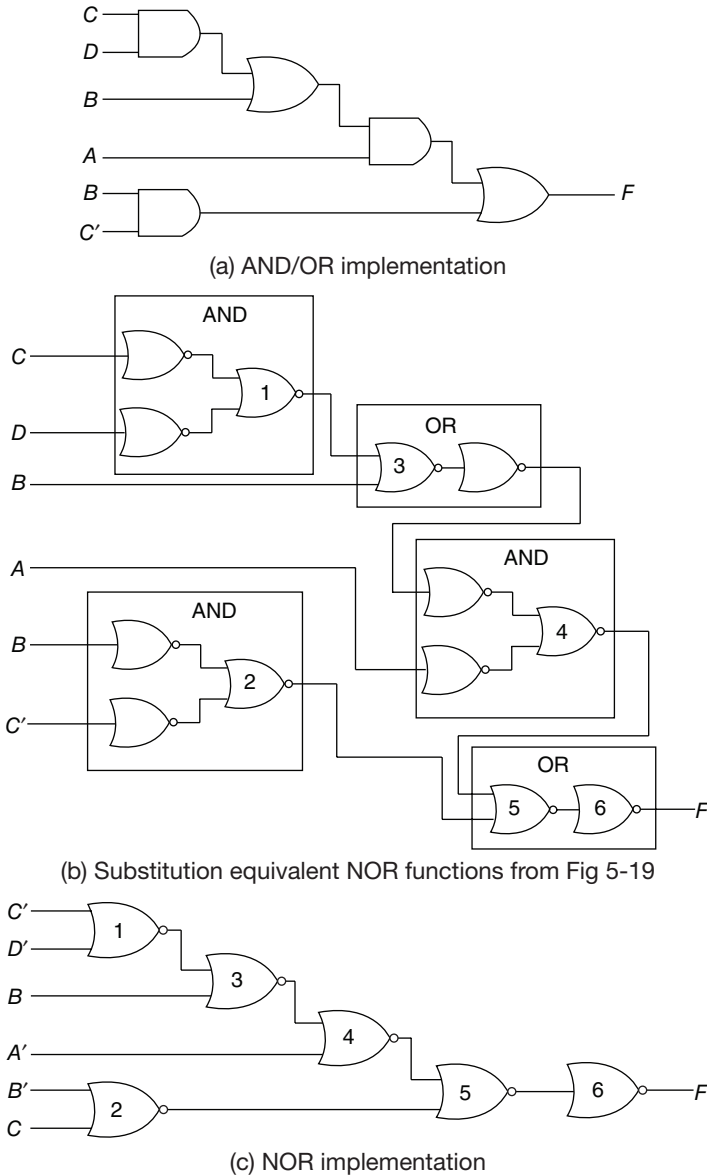 C
D
B
A
B
C′
F
(a) AND/OR implementation
AND
C
1
D
OR
3
B
A
AND
AND
4
B
2
C′
OR
5 6
F
(b) Substitution equivalent NOR functions from Fig 5-19
C′
1
D′
3
B
4
A′
B′
5 6
F
2
C
(c) NOR implementation